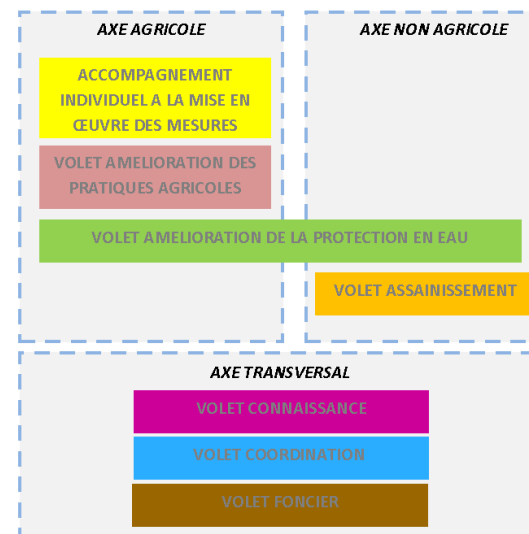 AXE AGRICOLE
ACCOMPAGNEMENT
INDIVIDUEL A LA MISE EN
ŒUVRE DES MESURES
VOLET AMELIORATION DES
PRATIQUES AGRICOLES
AXE NON AGRICOLE
VOLET AMELIORATION DE LA PROTECTION EN EAU
VOLET ASSAINISSEMENT
AXE TRANSVERSAL
VOLET CONNAISSANCE
VOLET COORDINATION
VOLET FONCIER